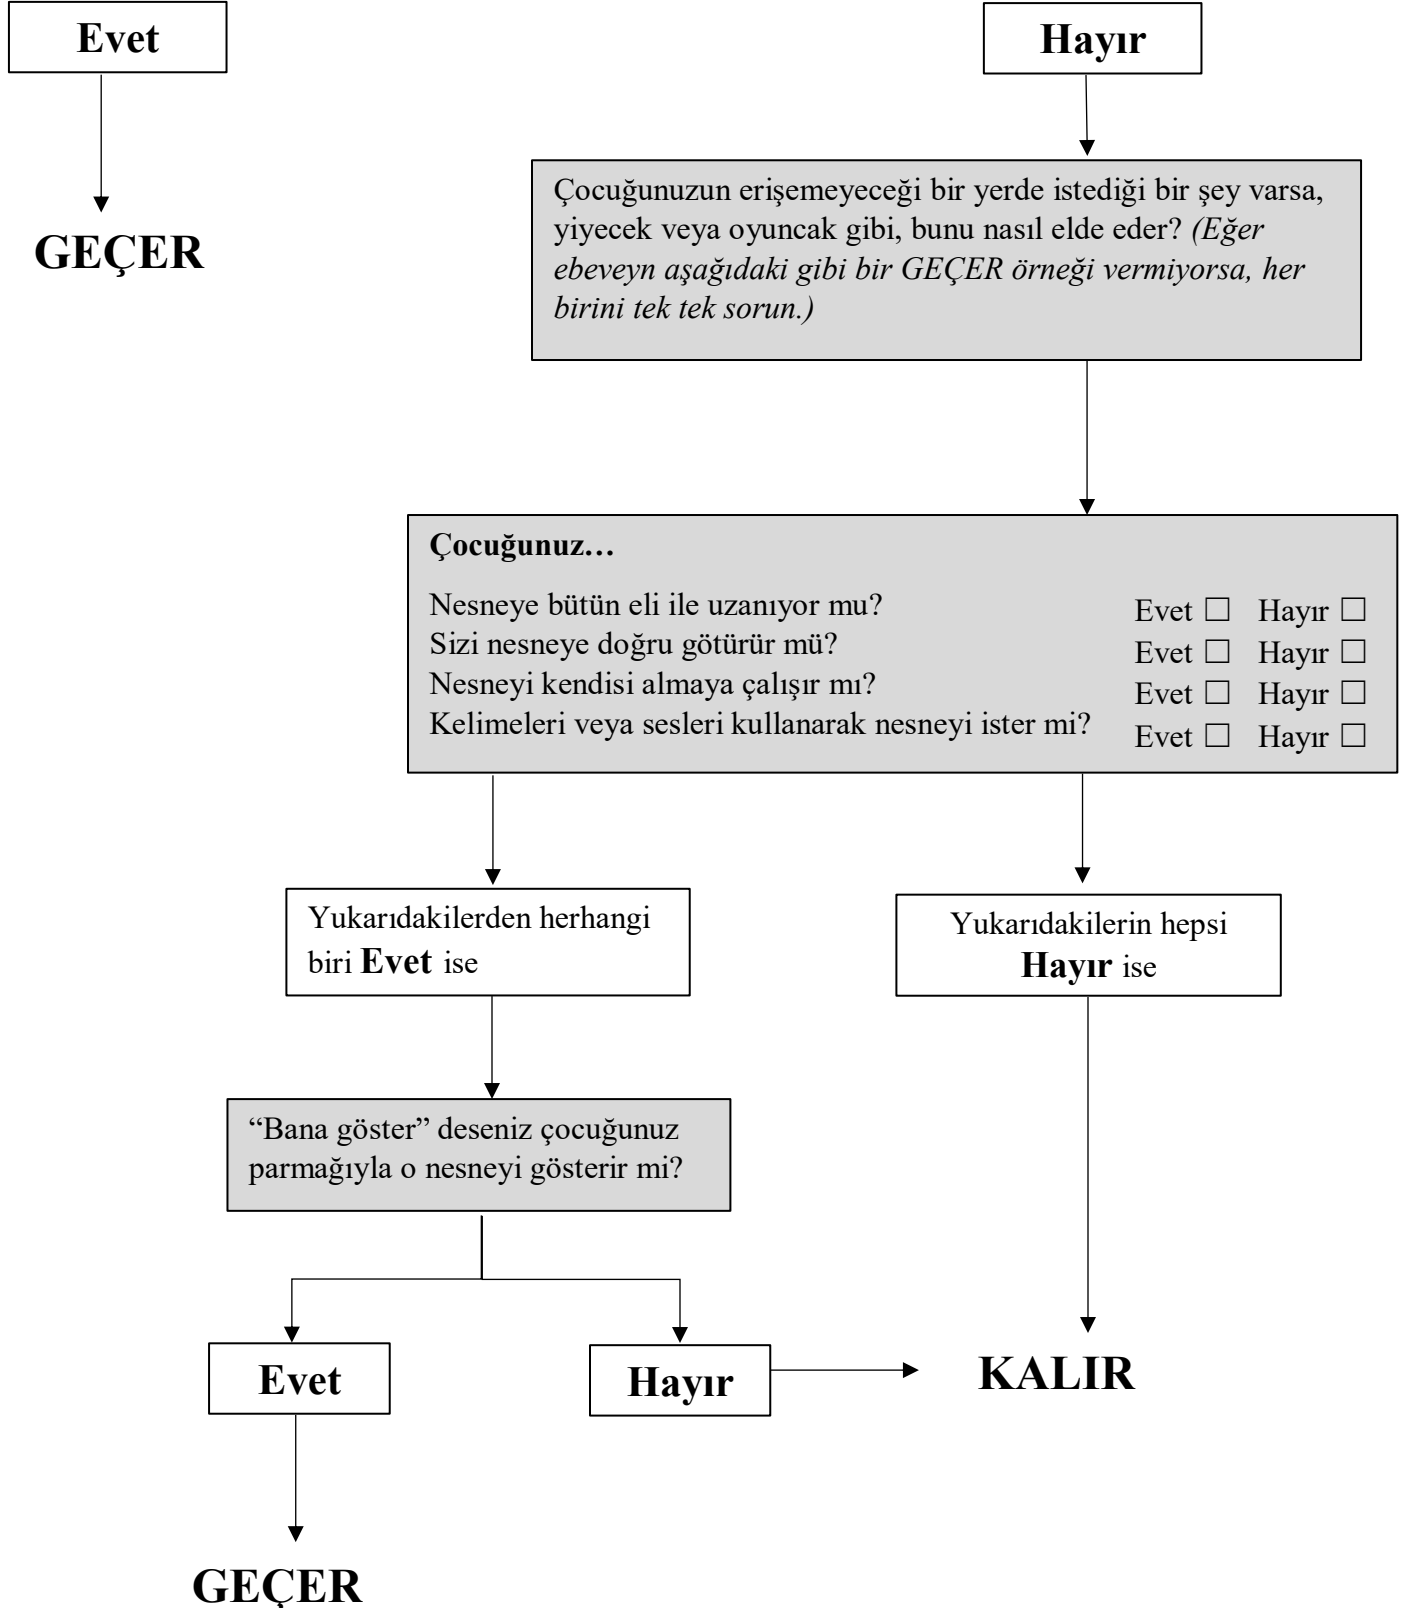 Evet
Hayır
GEÇER
Çocuğunuzun erişemeyeceği bir yerde istediği bir şey varsa,
yiyecek veya oyuncak gibi, bunu nasıl elde eder? (Eğer
ebeveyn aşağıdaki gibi bir GEÇER örneği vermiyorsa, her
birini tek tek sorun.)
Çocuğunuz…
Nesneye bütün eli ile uzanıyor mu? Evet ☐ Hayır ☐
Sizi nesneye doğru götürür mü? Evet ☐ Hayır ☐
Nesneyi kendisi almaya çalışır mı? Evet ☐ Hayır ☐
Kelimeleri veya sesleri kullanarak nesneyi ister mi? Evet ☐ Hayır ☐
Yukarıdakilerden herhangi
biri Evet ise
Yukarıdakilerin hepsi
Hayır ise
“Bana göster” deseniz çocuğunuz
parmağıyla o nesneyi gösterir mi?
Evet
Hayır
KALIR
GEÇER